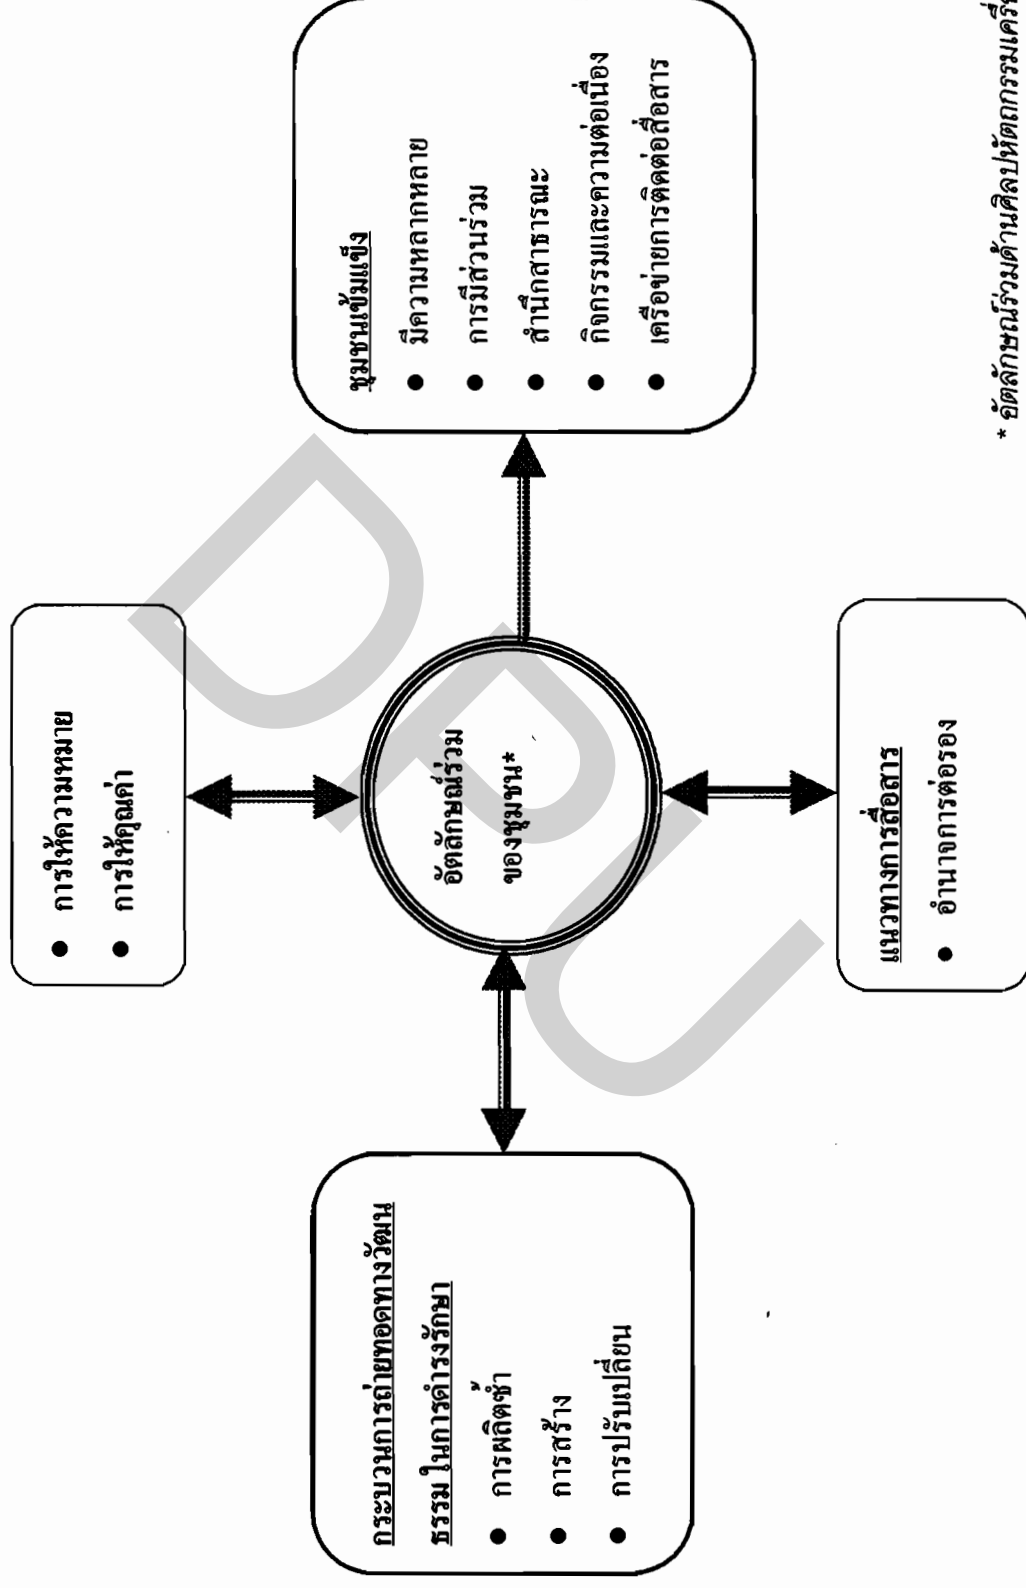 การให้ความหมาย
การให้คุณค่า
กระบวนการถ่ายทอดทางวัฒน
ธรรม ในการดำรงรักษา
การผลิตซ้ำ
การสร้าง
การปรับเปลี่ยน
อัตลักษณ์ร่วม
ของชุมชน*
ชุมชนเข้มแข็ง
มีความหลากหลาย
การมีส่วนร่วม
สำนึกสาธารณะ
กิจกรรมและความต่อเนื่อง
เครือข่ายการติดต่อสื่อสาร
แนวทางการสื่อสาร
อำนาจการต่อรอง
* อัตลักษณ์ร่วมด้านศิลปหัตถกรรม
DPU